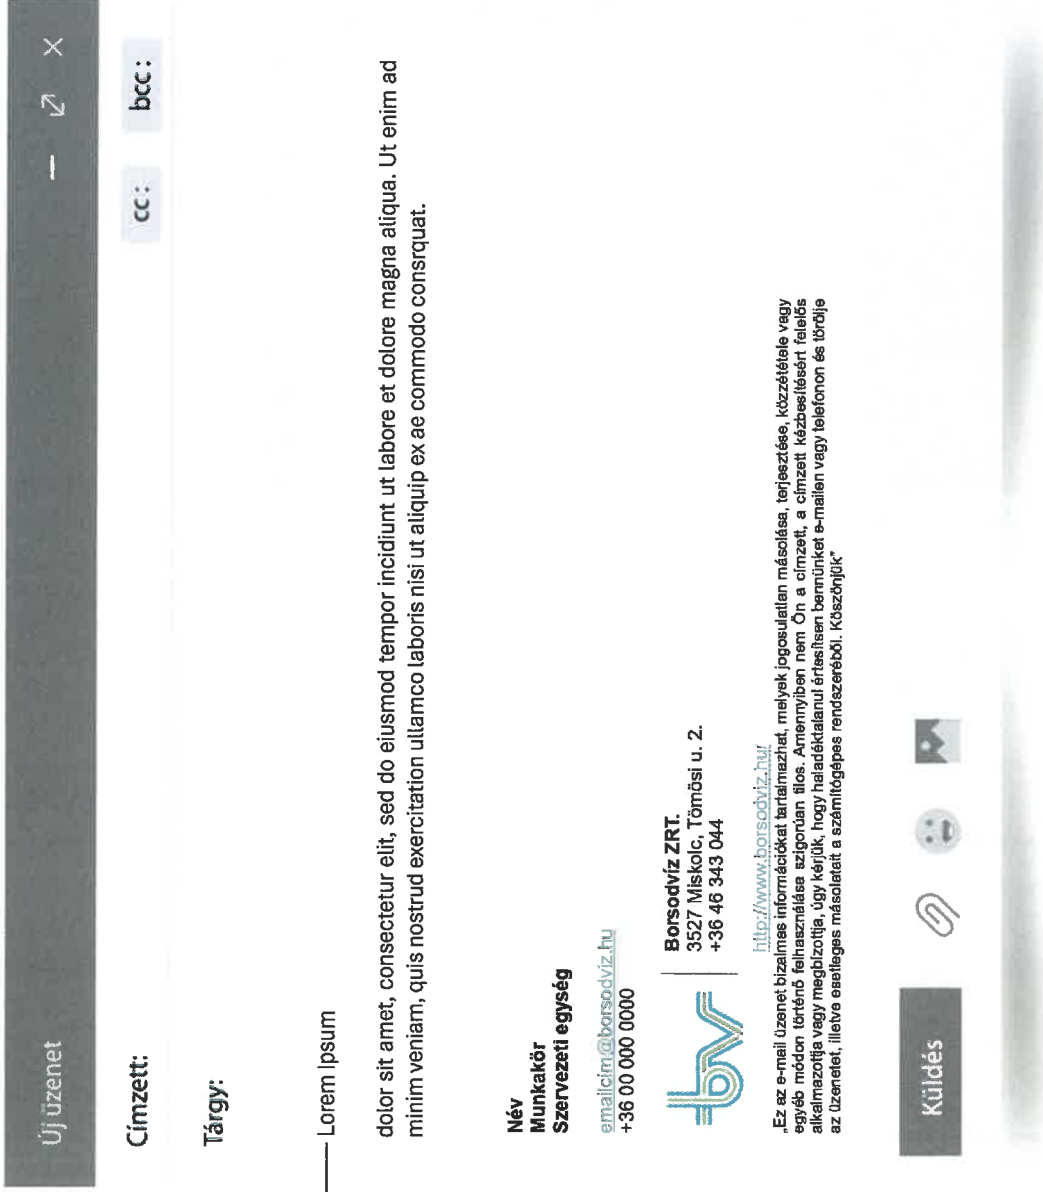 Új üzenet
Címzett:
cc:
bcc:
Tárgy:
Lorem Ipsum
dolor sit amet, consectetur elit, sed do eiusmod tempor incidiunt ut labore et dolore magna aliqua. Ut enim ad
minim veniam, quis nostrud exercitation ullamco laboris nisi ut aliquip ex ae commodo consrquat.
Név
Munkakör
Szervezeti egység
emailcím@borsodvíz.hu
+36 00 000 0000
bv
Borsodvíz ZRT.
3527 Miskolc, Tömösi u. 2.
+36 46 343 044
http://www.borsodviz.hu/
„Ez az e-mail üzenet bizalmas információkat tartalmazhat, melyek jogosulatlan másolása, terjesztése, közzététele vagy
egyéb módon történő felhasználása szigorúan tilos. Amennyiben nem Ön a címzett, a címzett kézbesítésért felelős
alkalmazottja vagy megbízottja, úgy kérjük, hogy haladéktalanul értesítsen bennünket e-mailen vagy telefonon és törölje
az üzenetet, illetve esetleges másolatait a számítógépes rendszeréből. Köszönjük”
Küldés